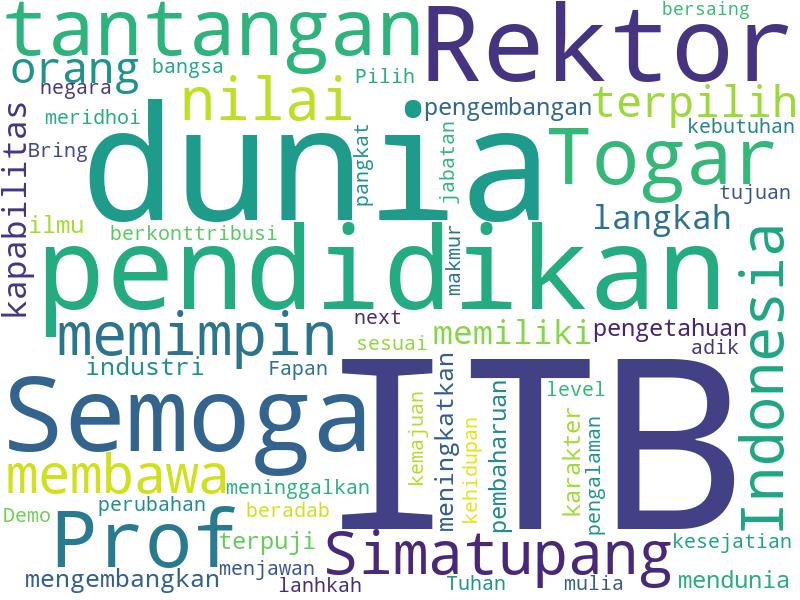 tantangan
Rektor
bersaing
orang
bangsa
Pilih
negara
nilai
pengembangan
terpilih
meridhoi
kebutuhan
Bring
dunia
pangkat
jabatan
Togar
kapabilitas
tujuan
ilmu
berkonttribusi
langkah
pendidikan
makmur
Indonesia
memimpin
next
sesuai
memiliki
pengetahuan
adik
industri
Fapan
ITB
Semoga
kemajuan
meningkatkan
kehidupan
pembaharuan
level
karakter
pengalaman
membawa
meninggalkan
perubahan
beradab
Demo
Prof
terpuji
Simatupang
kesejatian
mengembangkan
menjawan
lanhkah
Tuhan
mulia
mendunia